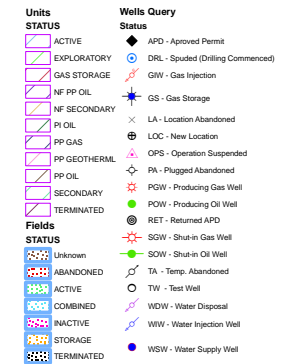 Units
STATUS
ACTIVE
EXPLORATORY
GAS STORAGE
NF PP OIL
NF SECONDARY
PI OIL
PP GAS
PP GEOTHERML
PP OIL
SECONDARY
TERMINATED
Fields
STATUS
Unknown
ABANDONED
ACTIVE
COMBINED
INACTIVE
STORAGE
TERMINATED
Wells Query
Status
APD - Aproved Permit
DRL - Spuded (Drilling Commenced)
GIW - Gas Injection
GS - Gas Storage
LA - Location Abandoned
LOC - New Location
OPS - Operation Suspended
PA - Plugged Abandoned
PGW - Producing Gas Well
POW - Producing Oil Well
RET - Returned APD
SGW - Shut-in Gas Well
SOW - Shut-in Oil Well
TA - Temp. Abandoned
TW - Test Well
WDW - Water Disposal
WIW - Water Injection Well
WSW - Water Supply Well